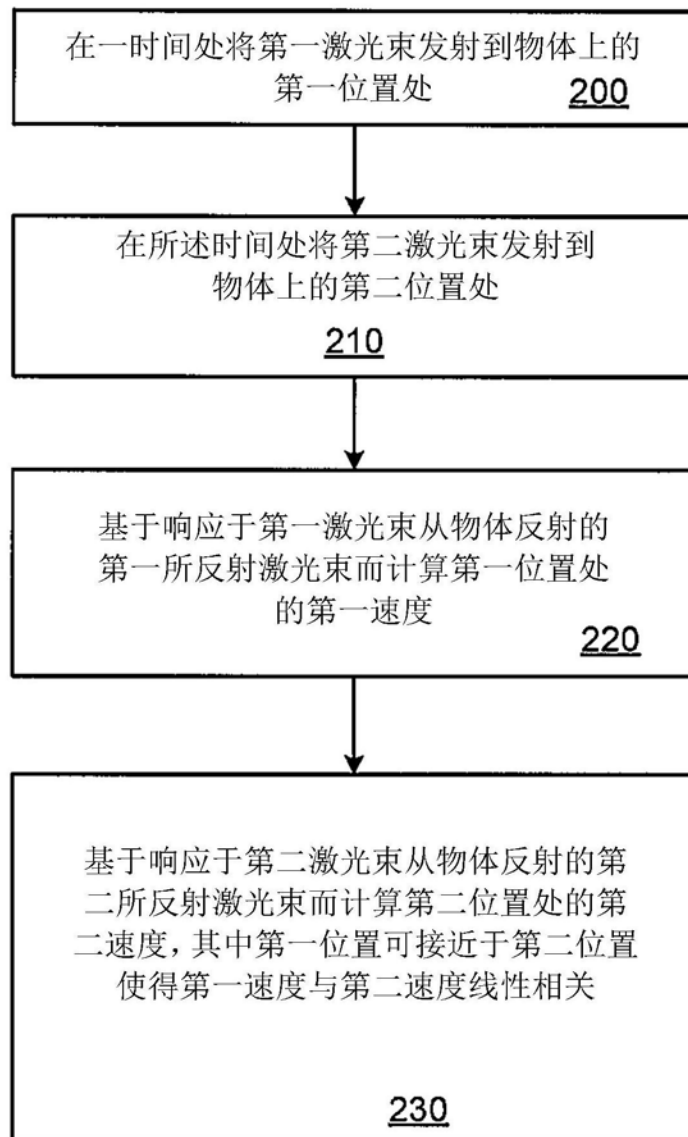 在一时间处将第一激光束发射到物体上的
第一位置处 200
在所述时间处将第二激光束发射到
物体上的第二位置处
210
基于响应于第一激光束从物体反射的
第一所反射激光束而计算第一位置处
的第一速度
220
基于响应于第二激光束从物体反射的第
二所反射激光束而计算第二位置处的第
二速度,其中第一位置可接近于第二位置
使得第一速度与第二速度线性相关
230